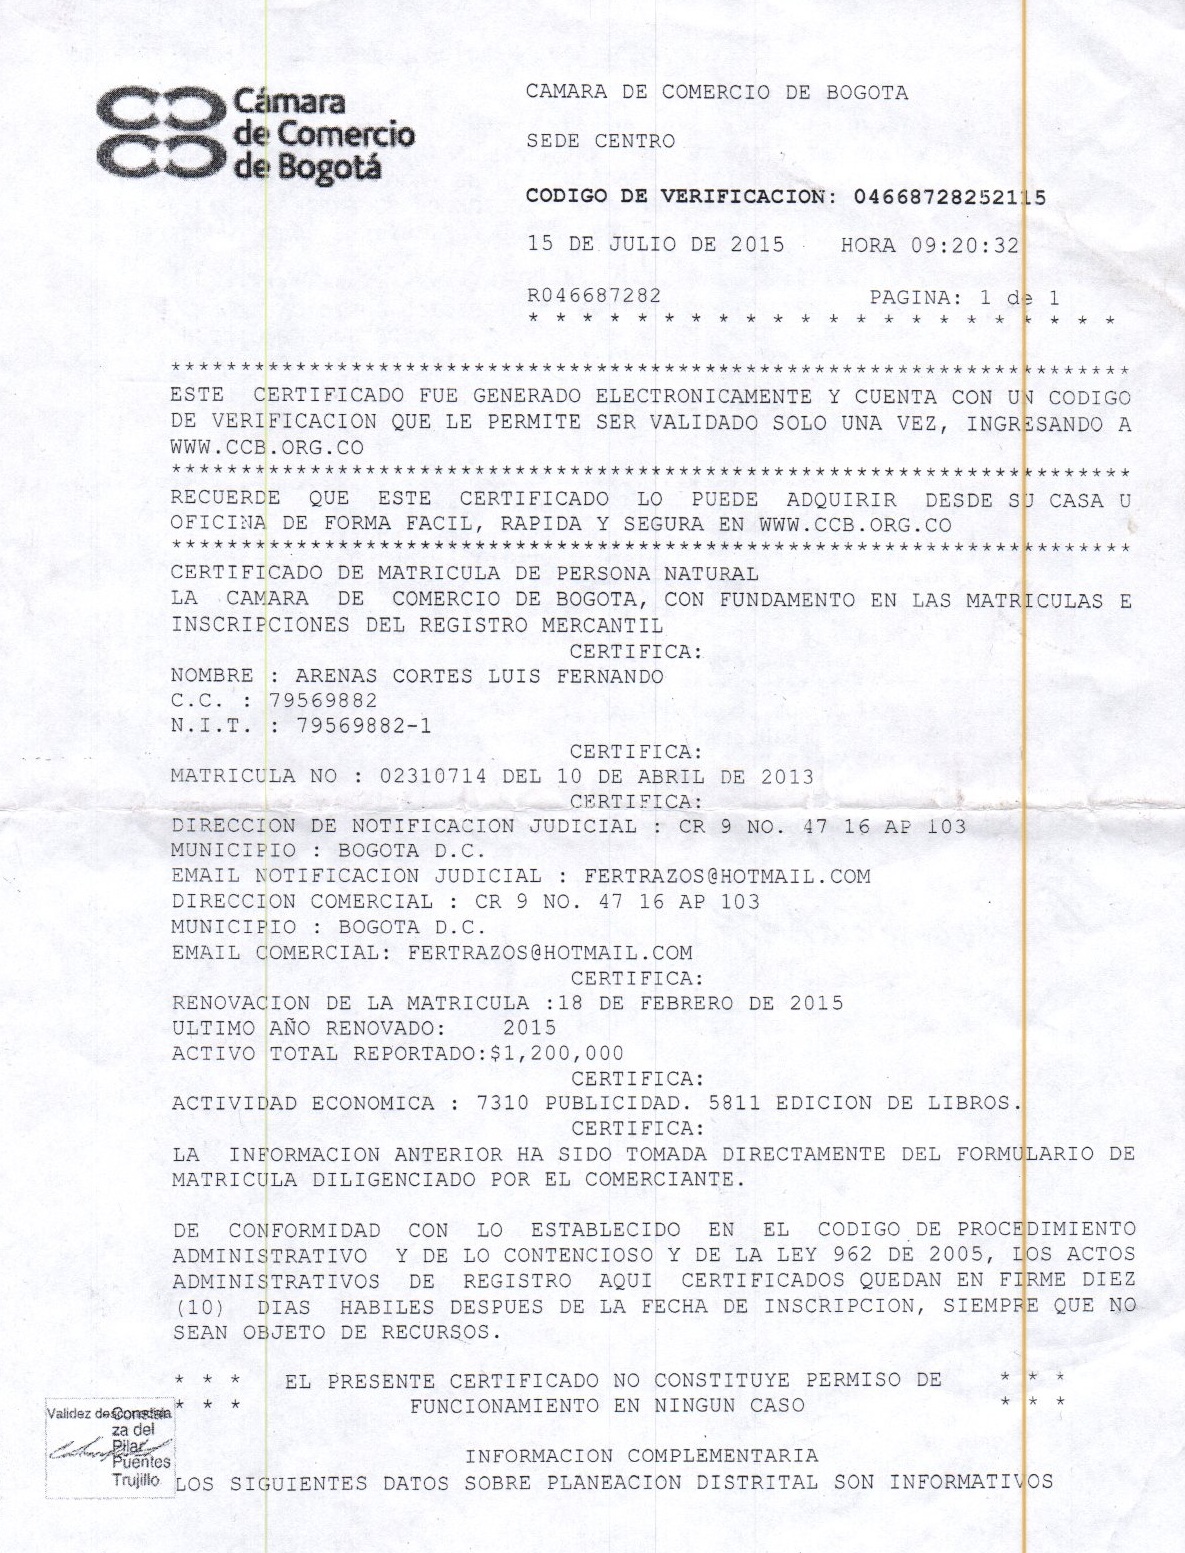 Cámara
de Comercio
de Bogotá
CAMARA DE COMERCIO DE BOGOTA
SEDE CENTRO
CODIGO DE VERIFICACION: 04668728252115
15 DE JULIO DE 2015 HORA 09:20:32
R046687282 PAGINA: 1 de 1
* * * * * * * * * * * * * * * * * * * * * *
***********************************************************************
ESTE CERTIFICADO FUE GENERADO ELECTRONICAMENTE Y CUENTA CON UN CODIGO
DE VERIFICACION QUE LE PERMITE SER VALIDADO SOLO UNA VEZ, INGRESANDO A
WWW.CCB.ORG.CO
***********************************************************************
RECUERDE QUE ESTE CERTIFICADO LO PUEDE ADQUIRIR DESDE SU CASA U
OFICINA DE FORMA FACIL, RAPIDA Y SEGURA EN WWW.CCB.ORG.CO
***********************************************************************
CERTIFICADO DE MATRICULA DE PERSONA NATURAL
LA CAMARA DE COMERCIO DE BOGOTA, CON FUNDAMENTO EN LAS MATRICULAS E
INSCRIPCIONES DEL REGISTRO MERCANTIL
CERTIFICA:
NOMBRE : ARENAS CORTES LUIS FERNANDO
C.C. : 79569882
N.I.T. : 79569882-1
CERTIFICA:
MATRICULA NO : 02310714 DEL 10 DE ABRIL DE 2013
CERTIFICA:
DIRECCION DE NOTIFICACION JUDICIAL : CR 9 NO. 47 16 AP 103
MUNICIPIO : BOGOTA D.C.
EMAIL NOTIFICACION JUDICIAL : FERTRAZOS@HOTMAIL.COM
DIRECCION COMERCIAL : CR 9 NO. 47 16 AP 103
MUNICIPIO : BOGOTA D.C.
EMAIL COMERCIAL: FERTRAZOS@HOTMAIL.COM
CERTIFICA:
RENOVACION DE LA MATRICULA :18 DE FEBRERO DE 2015
ULTIMO AÑO RENOVADO: 2015
ACTIVO TOTAL REPORTADO:$1,200,000
CERTIFICA:
ACTIVIDAD ECONOMICA : 7310 PUBLICIDAD. 5811 EDICION DE LIBROS.
CERTIFICA:
LA INFORMACION ANTERIOR HA SIDO TOMADA DIRECTAMENTE DEL FORMULARIO DE
MATRICULA DILIGENCIADO POR EL COMERCIANTE.
DE CONFORMIDAD CON LO ESTABLECIDO EN EL CODIGO DE PROCEDIMIENTO
ADMINISTRATIVO Y DE LO CONTENCIOSO Y DE LA LEY 962 DE 2005, LOS ACTOS
ADMINISTRATIVOS DE REGISTRO AQUI CERTIFICADOS QUEDAN EN FIRME DIEZ
(10) DIAS HABILES DESPUES DE LA FECHA DE INSCRIPCION, SIEMPRE QUE NO
SEAN OBJETO DE RECURSOS.
* * * EL PRESENTE CERTIFICADO NO CONSTITUYE PERMISO DE * * *
* * * FUNCIONAMIENTO EN NINGUN CASO * * *
Validez
za del
Pilar
Puentes
Trujillo
INFORMACION COMPLEMENTARIA
LOS SIGUIENTES DATOS SOBRE PLANEACION DISTRITAL SON INFORMATIVOS